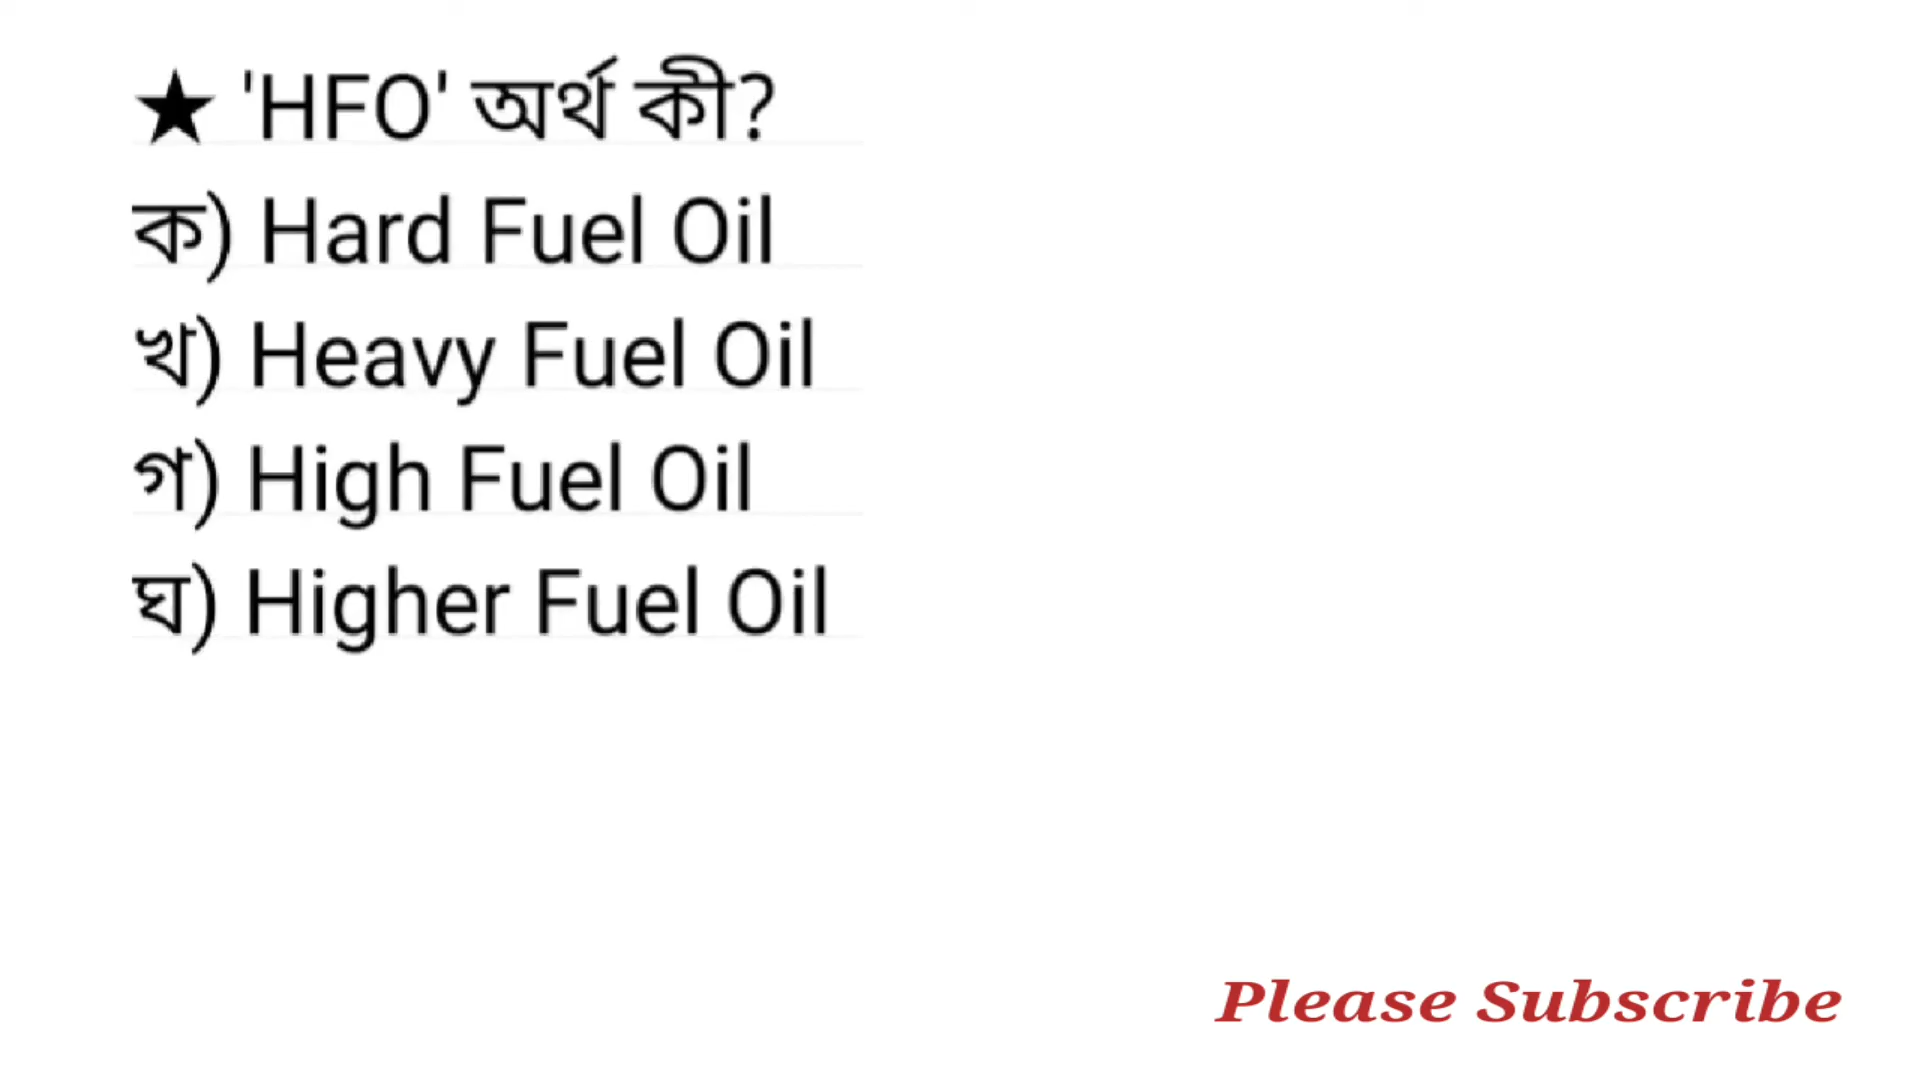 ★ 'HFO' অর্থ কী?
ক) Hard Fuel Oil
খ) Heavy Fuel Oil
গ) High Fuel Oil
ঘ) Higher Fuel Oil
Please Subscribe